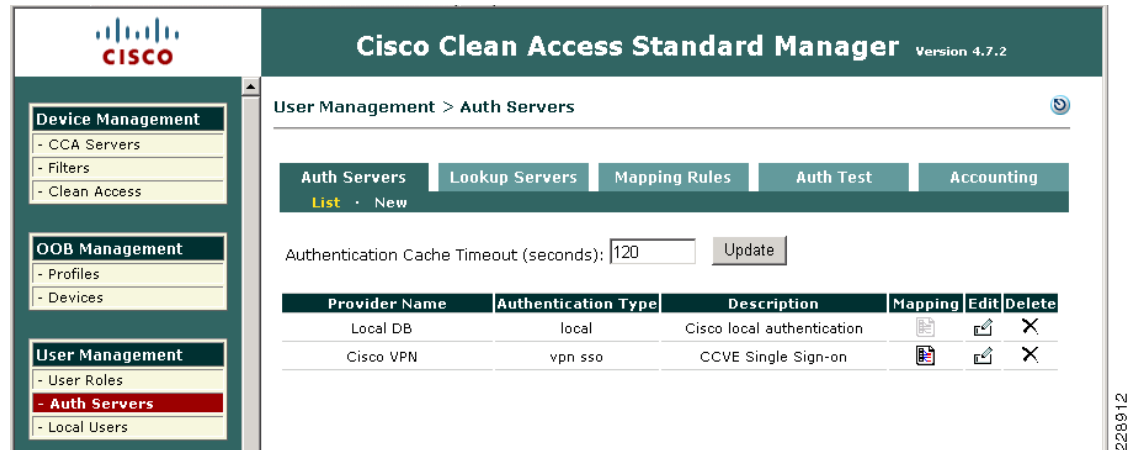 CISCO
Cisco Clean Access Standard Manager Version 4.7.2
Device Management
- CCA Servers
- Filters
- Clean Access
OOB Management
- Profiles
- Devices
User Management
- User Roles
- Auth Servers
- Local Users
User Management > Auth Servers
Auth Servers Lookup Servers Mapping Rules Auth Test Accounting
List · New
Authentication Cache Timeout (seconds): 120 Update
Provider Name Authentication Type Description Mapping Edit Delete
Local DB local Cisco local authentication
Cisco VPN vpn sso CCVE Single Sign-on
228912